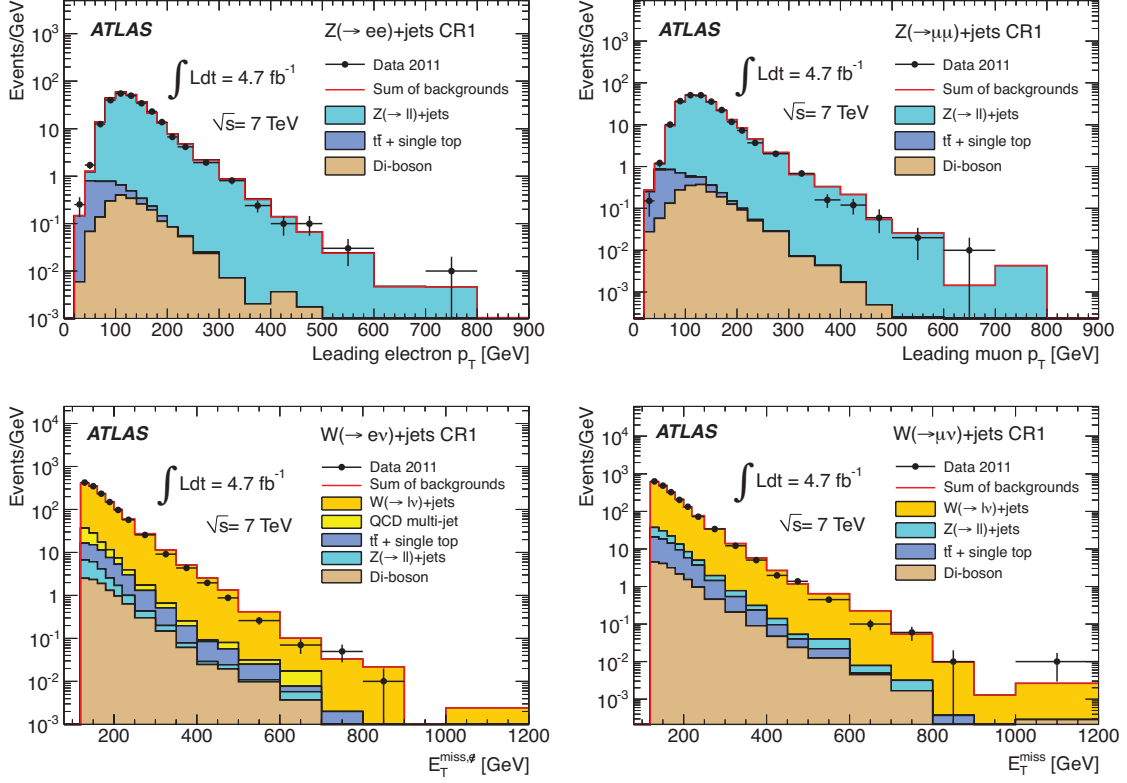 Events/GeV
10³
10²
10
1
10⁻¹
10⁻²
10⁻³
ATLAS
Z(→ ee)+jets CR1
∫ Ldt = 4.7 fb⁻¹
√s= 7 TeV
Data 2011
Sum of backgrounds
Z(→ ll)+jets
tt̄ + single top
Di-boson
0 100 200 300 400 500 600 700 800 900
Leading electron p_T [GeV]
Events/GeV
10³
10²
10
1
10⁻¹
10⁻²
10⁻³
ATLAS
Z(→μμ)+jets CR1
∫ Ldt = 4.7 fb⁻¹
√s= 7 TeV
Data 2011
Sum of backgrounds
Z(→ ll)+jets
tt̄ + single top
Di-boson
0 100 200 300 400 500 600 700 800 900
Leading muon p_T [GeV]
Events/GeV
10⁴
10³
10²
10
1
10⁻¹
10⁻²
10⁻³
ATLAS
W(→ eν)+jets CR1
∫ Ldt = 4.7 fb⁻¹
√s= 7 TeV
Data 2011
Sum of backgrounds
W(→ lν)+jets
QCD multi-jet
tt̄ + single top
Z(→ ll)+jets
Di-boson
200 400 600 800 1000 1200
E_T^miss,e̸ [GeV]
Events/GeV
10⁴
10³
10²
10
1
10⁻¹
10⁻²
10⁻³
ATLAS
W(→μν)+jets CR1
∫ Ldt = 4.7 fb⁻¹
√s= 7 TeV
Data 2011
Sum of backgrounds
W(→ lν)+jets
Z(→ ll)+jets
tt̄ + single top
Di-boson
200 400 600 800 1000 1200
E_T^miss [GeV]